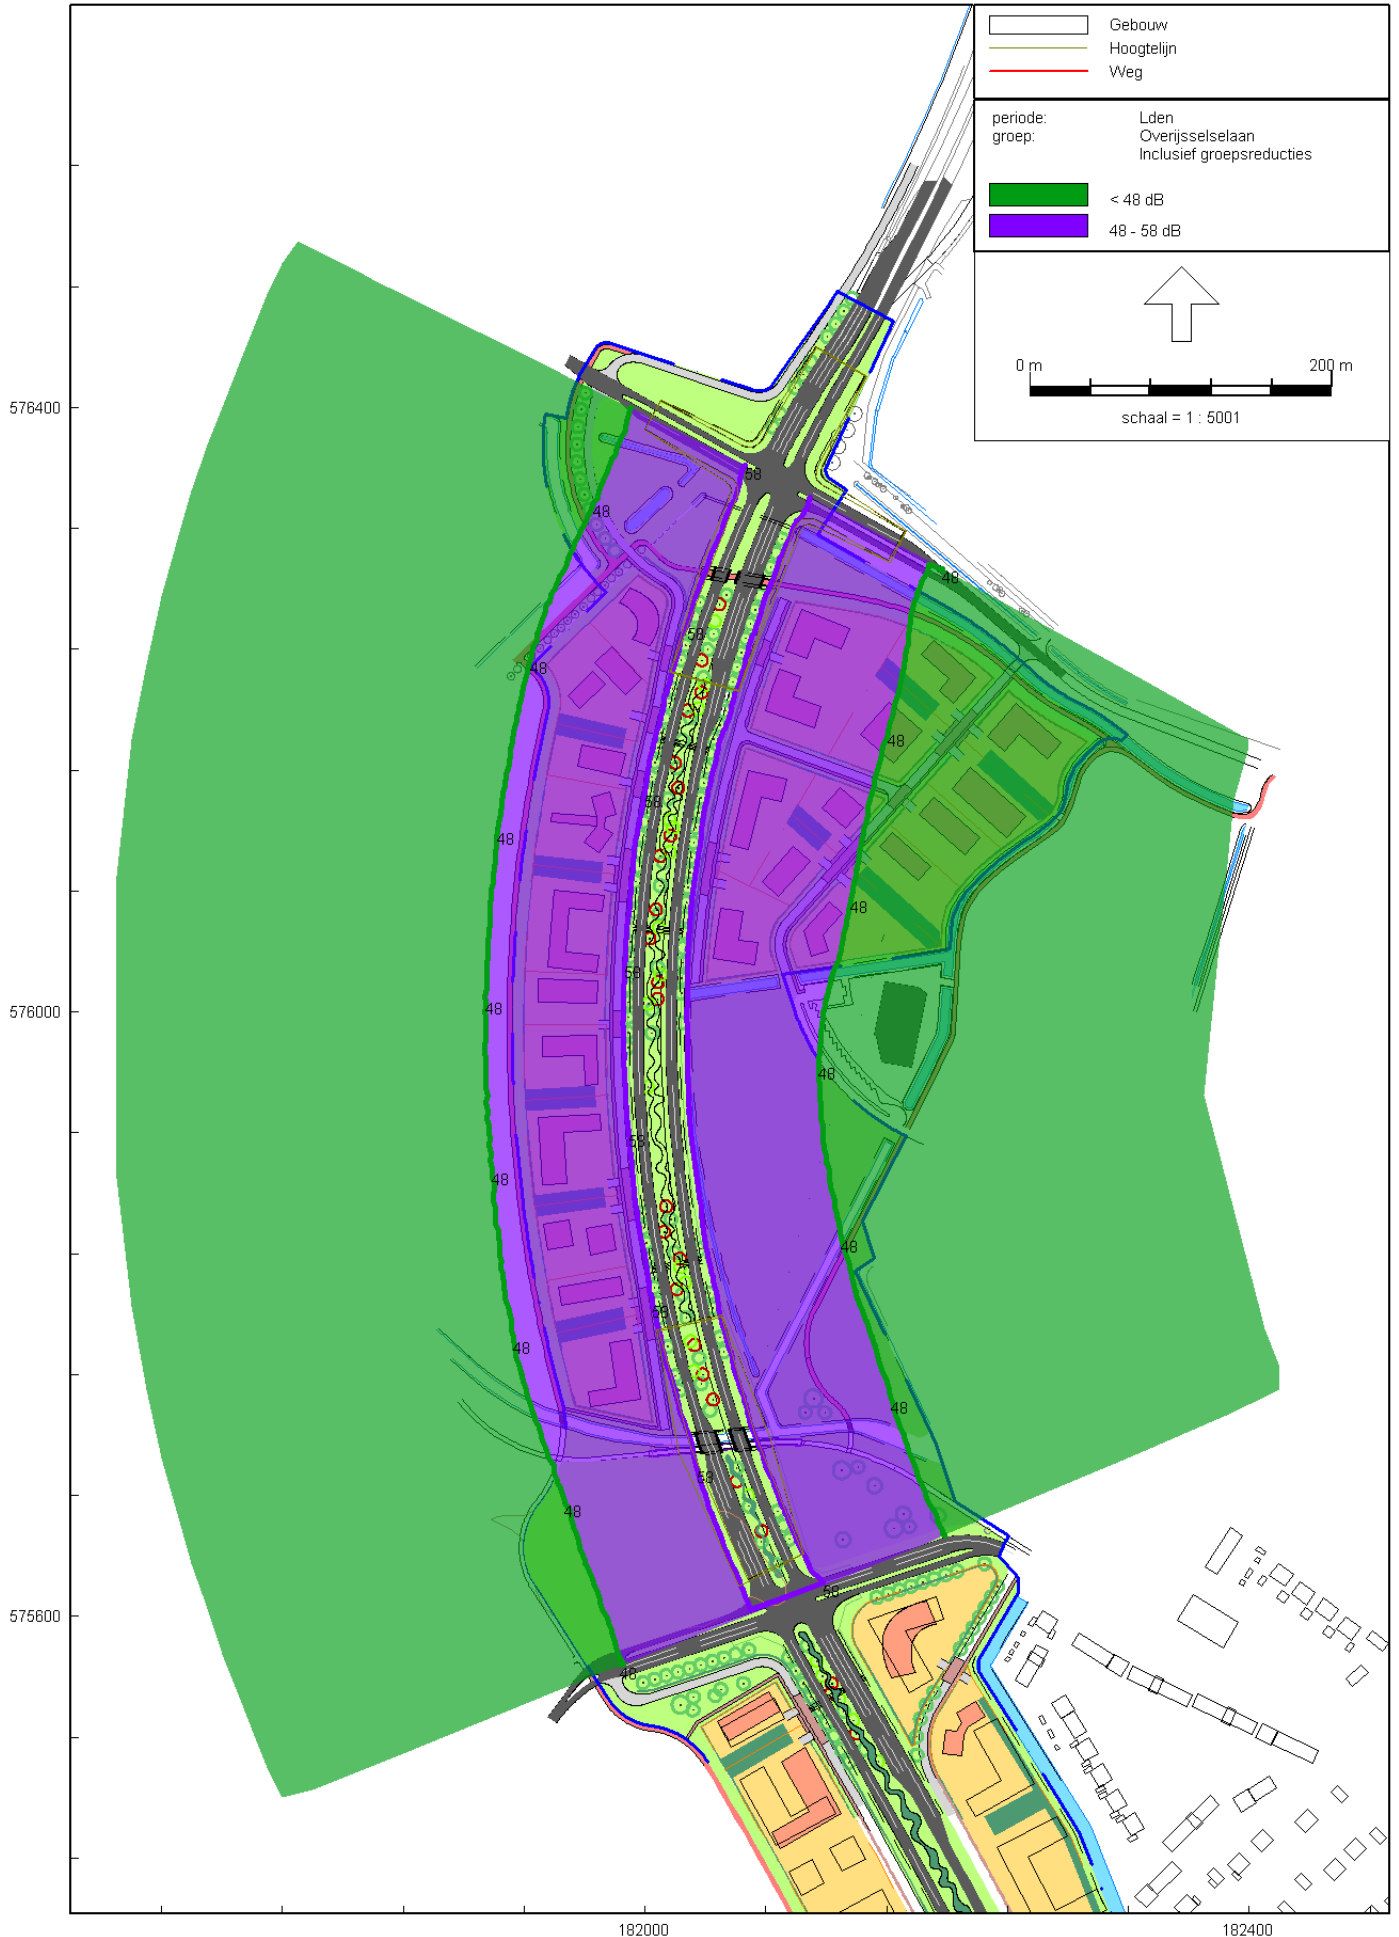 Gebouw
Hoogtelijn
Weg
periode: Lden
groep: Overijsselselaan
Inclusief groepsreducties
< 48 dB
48 - 58 dB
0 m 200 m
schaal = 1 : 5001
576400
58
48
48
58
48
48
58
48
48
48
58
48
48
58
48
48
58
48
48
58
48
58
48
576000
575600
182000 182400